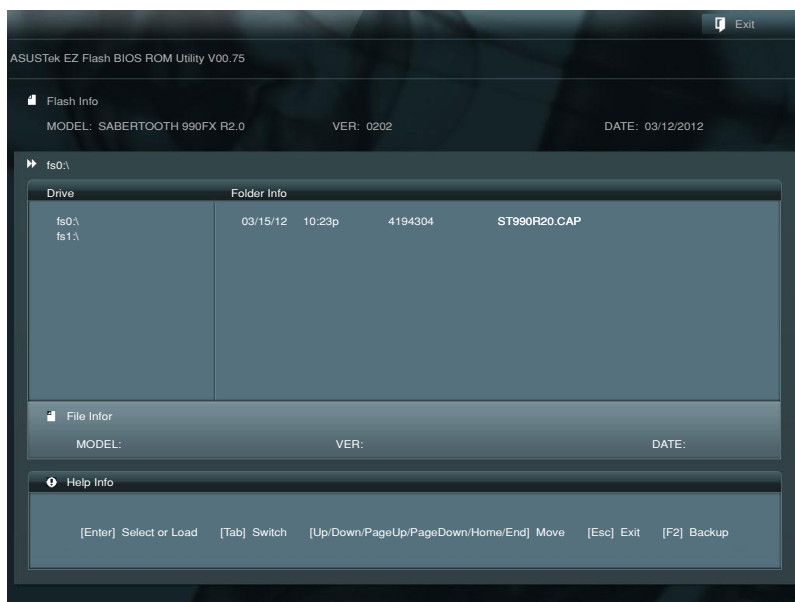 Exit
ASUSTek EZ Flash BIOS ROM Utility V00.75
Flash Info
MODEL: SABERTOOTH 990FX R2.0 VER: 0202 DATE: 03/12/2012
fs0:\
Drive Folder Info
fs0:\ 03/15/12 10:23p 4194304 ST990R20.CAP
fs1:\
File Infor
MODEL: VER: DATE:
Help Info
[Enter] Select or Load [Tab] Switch [Up/Down/PageUp/PageDown/Home/End] Move [Esc] Exit [F2] Backup